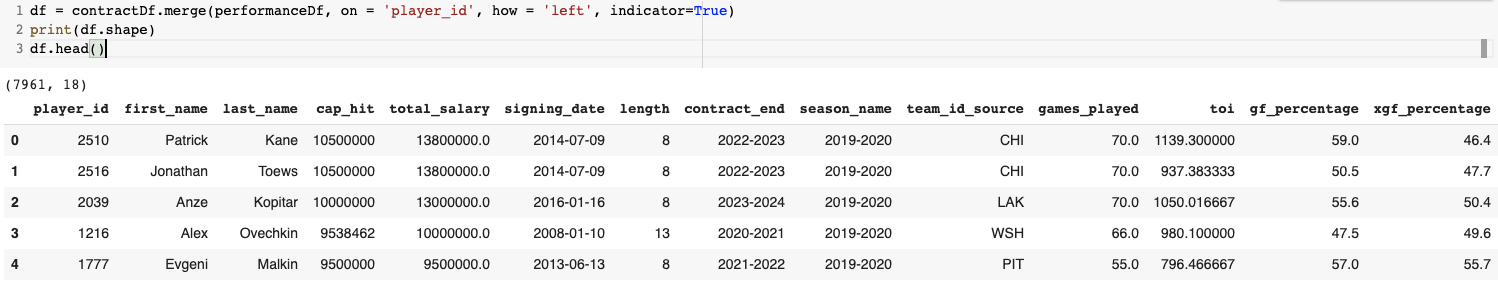 1 df = contractDf.merge(performanceDf, on = 'player_id', how = 'left', indicator=True)
2 print(df.shape)
3 df.head()
(7961, 18)
player_id first_name last_name cap_hit total_salary signing_date length contract_end season_name team_id_source games_played toi gf_percentage xgf_percentage
0 2510 Patrick Kane 10500000 13800000.0 2014-07-09 8 2022-2023 2019-2020 CHI 70.0 1139.300000 59.0 46.4
1 2516 Jonathan Toews 10500000 13800000.0 2014-07-09 8 2022-2023 2019-2020 CHI 70.0 937.383333 50.5 47.7
2 2039 Anze Kopitar 10000000 13000000.0 2016-01-16 8 2023-2024 2019-2020 LAK 70.0 1050.016667 55.6 50.4
3 1216 Alex Ovechkin 9538462 10000000.0 2008-01-10 13 2020-2021 2019-2020 WSH 66.0 980.100000 47.5 49.6
4 1777 Evgeni Malkin 9500000 9500000.0 2013-06-13 8 2021-2022 2019-2020 PIT 55.0 796.466667 57.0 55.7